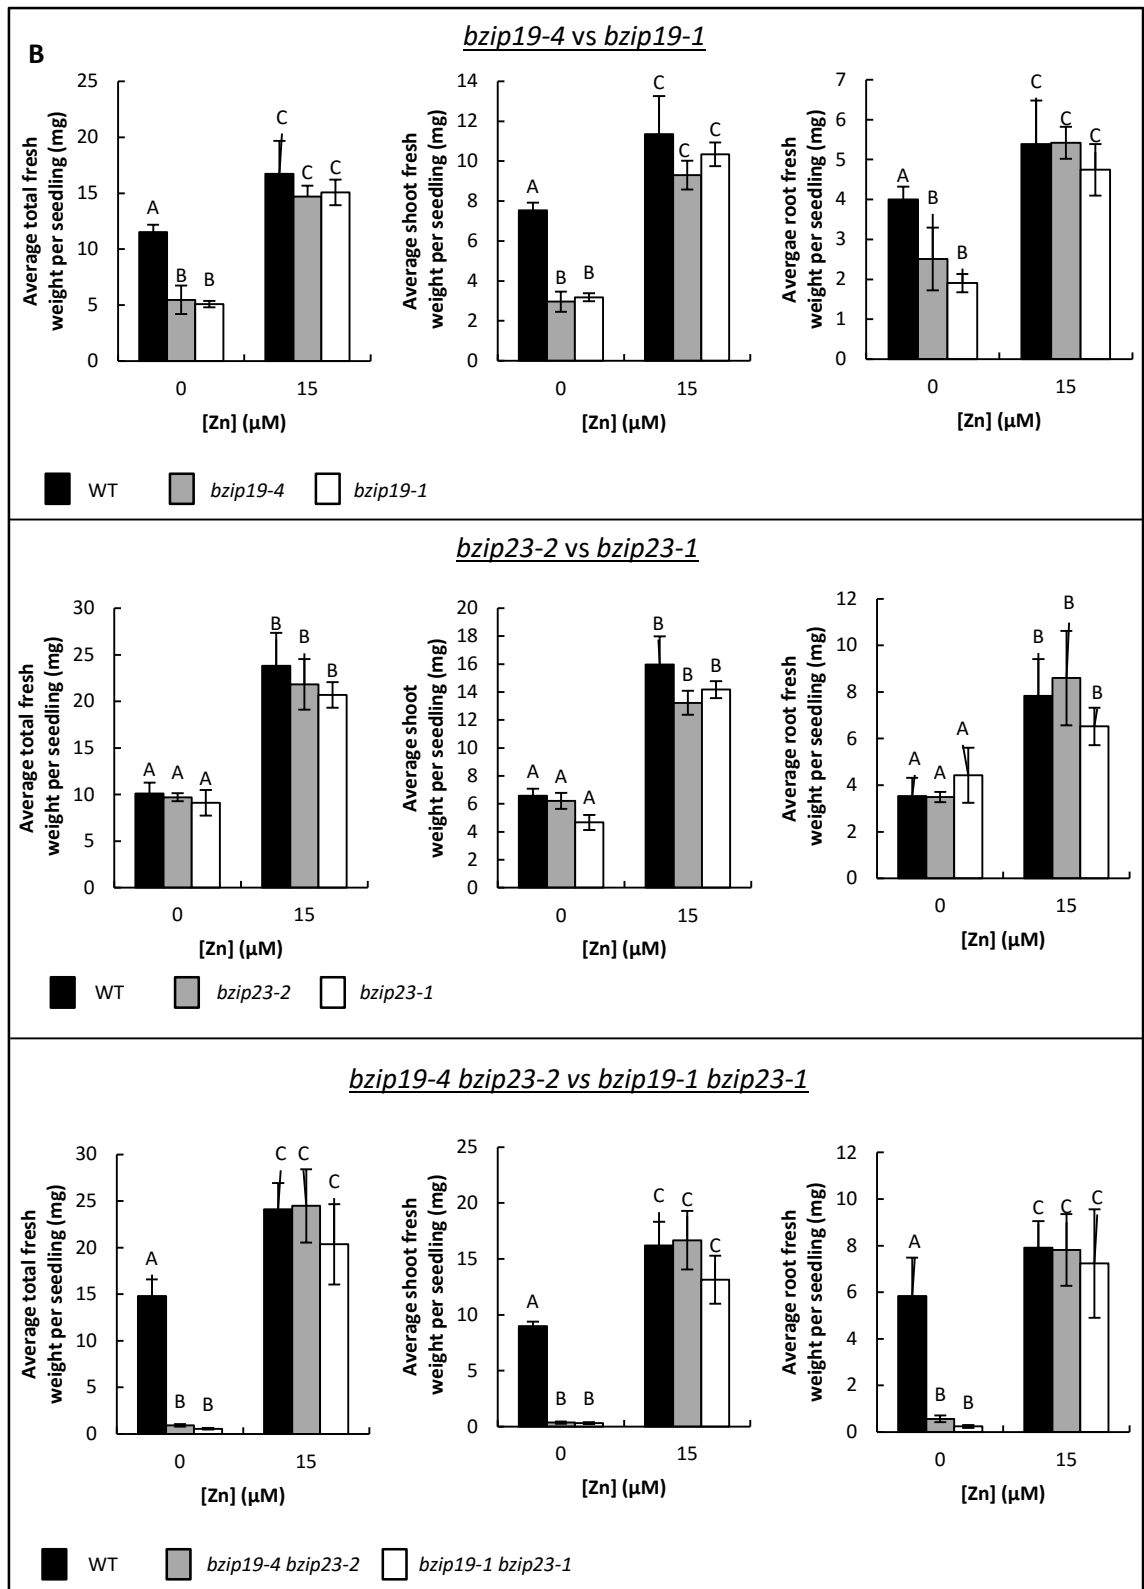 B
bzip19-4 vs bzip19-1
Average total fresh
weight per seedling (mg)
25
20
15
10
5
0
A
B
B
C
C
C
0
15
[Zn] (µM)
Average shoot fresh
weight per seedling (mg)
14
12
10
8
6
4
2
0
A
B
B
C
C
C
0
15
[Zn] (µM)
Avergae root fresh
weight per seedling (mg)
7
6
5
4
3
2
1
0
A
B
B
C
C
C
0
15
[Zn] (µM)
WT
bzip19-4
bzip19-1
bzip23-2 vs bzip23-1
Average total fresh
weight per seedling (mg)
30
25
20
15
10
5
0
A
A
A
B
B
B
0
15
[Zn] (µM)
Average shoot
weight per seedling (mg)
20
18
16
14
12
10
8
6
4
2
0
A
A
A
B
B
B
0
15
[Zn] (µM)
Average root fresh
weight per seedling (mg)
12
10
8
6
4
2
0
A
A
A
B
B
B
0
15
[Zn] (µM)
WT
bzip23-2
bzip23-1
bzip19-4 bzip23-2 vs bzip19-1 bzip23-1
Average total fresh
weight per seedling (mg)
30
25
20
15
10
5
0
A
B
B
C
C
C
0
15
[Zn] (µM)
Average shoot fresh
weight per seedling (mg)
25
20
15
10
5
0
A
B
B
C
C
C
0
15
[Zn] (µM)
Average root fresh
weight per seedling (mg)
12
10
8
6
4
2
0
A
B
B
C
C
C
0
15
[Zn] (µM)
WT
bzip19-4 bzip23-2
bzip19-1 bzip23-1